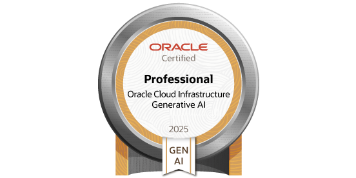 ORACLE
Certified
Professional
Oracle Cloud Infrastructure
Generative AI
2025
GEN
AI